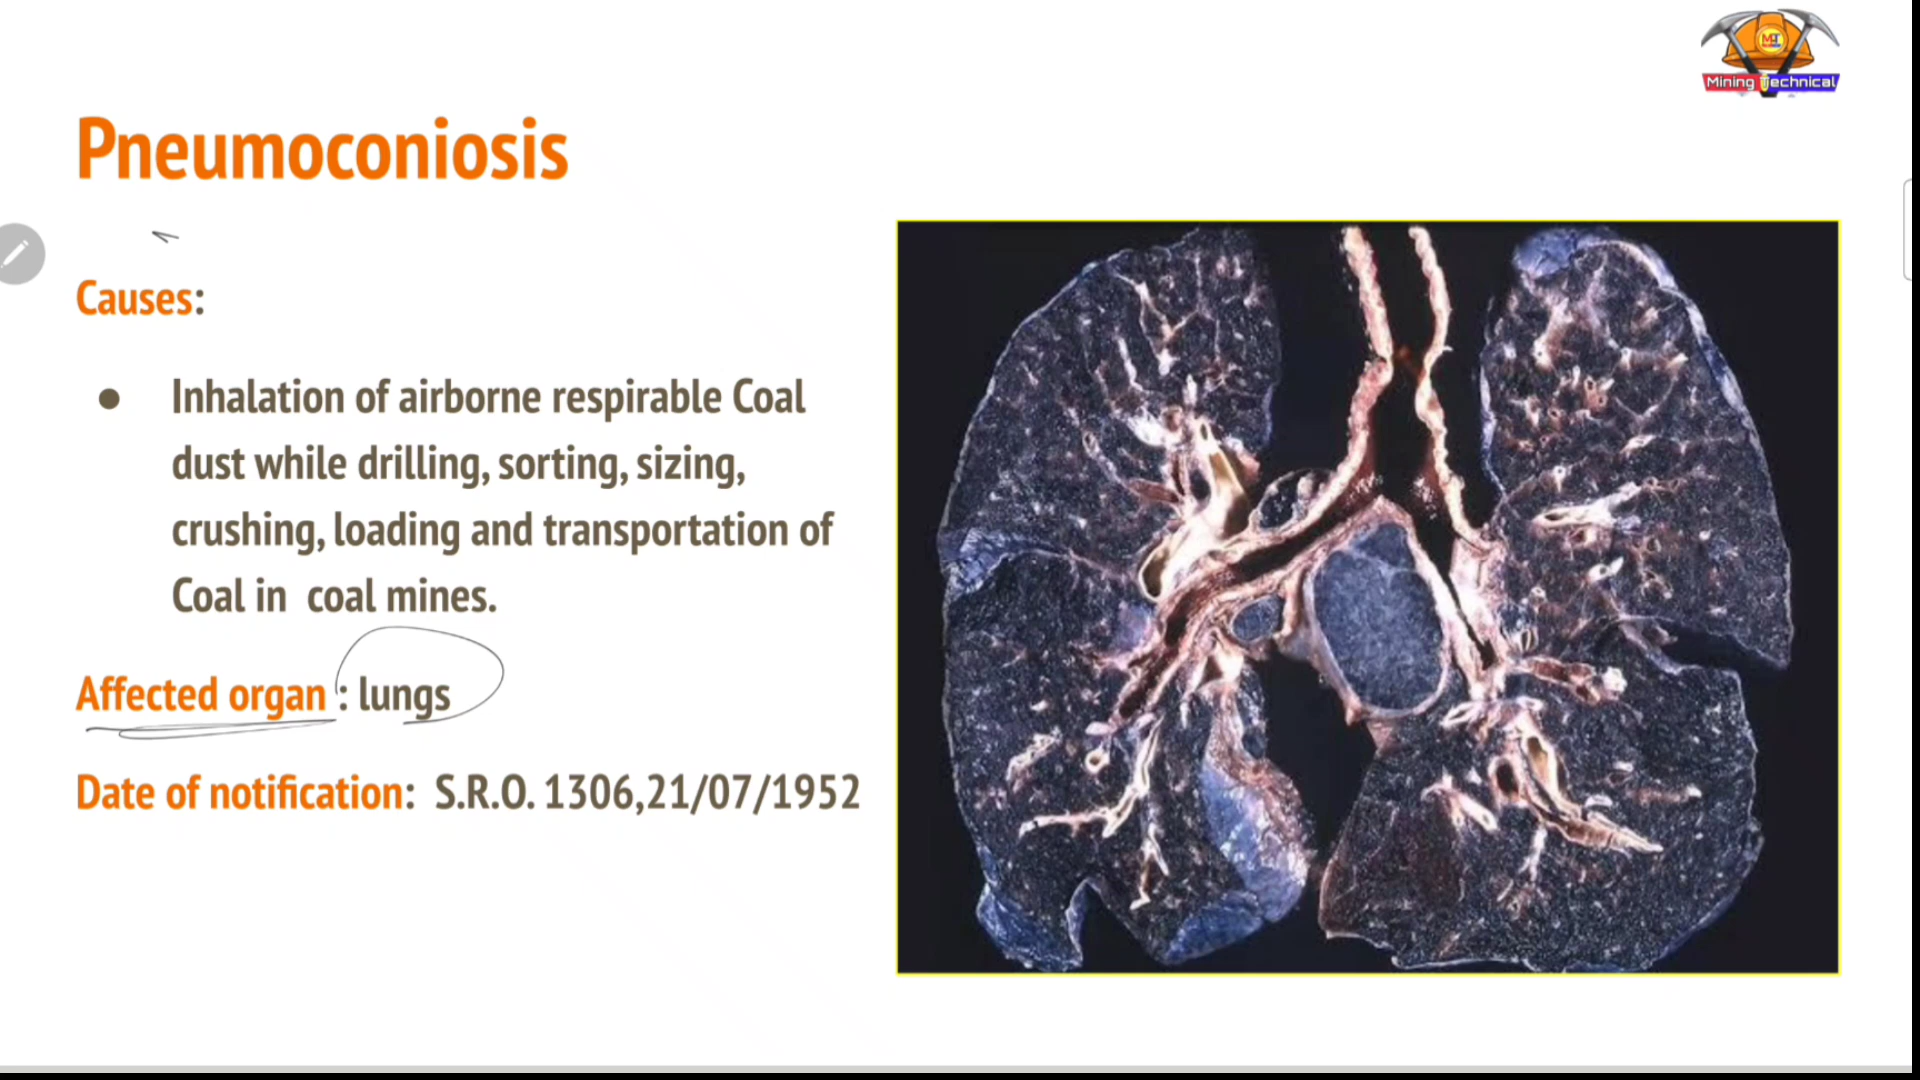 MT
Mining Technical
Pneumoconiosis
Causes:
● Inhalation of airborne respirable Coal
dust while drilling, sorting, sizing,
crushing, loading and transportation of
Coal in coal mines.
Affected organ : lungs
Date of notification: S.R.O. 1306,21/07/1952